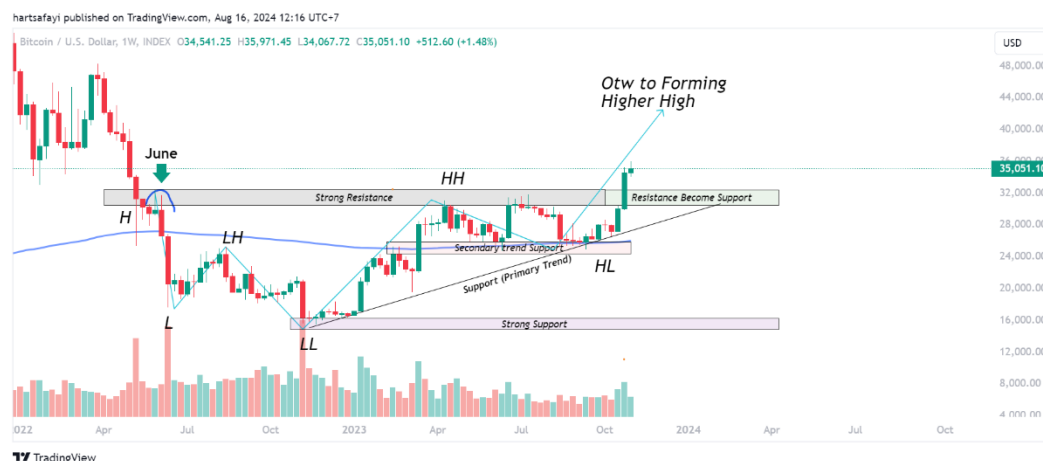 hartsafayi published on TradingView.com, Aug 16, 2024 12:16 UTC+7
Bitcoin / U.S. Dollar, 1W, INDEX O34,541.25 H35,971.45 L34,067.72 C35,051.10 +512.60 (+1.48%)
USD
48,000.00
Otw to Forming
Higher High
44,000.00
40,000.00
June
36,000.00
35,051.10
HH
Strong Resistance
Resistance Become Support
32,000.00
H
28,000.00
LH
Secondary trend Support
HL
24,000.00
Support (Primary Trend)
20,000.00
L
Strong Support
16,000.00
LL
12,000.00
8,000.00
4,000.00
2022 Apr Jul Oct 2023 Apr Jul Oct 2024 Apr Jul Oct
TradingView